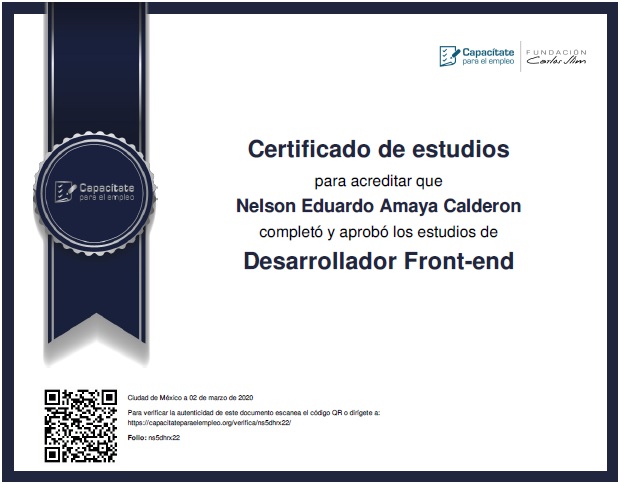 Capacítate
para el empleo
FUNDACIÓN
Carlos Slim
Certificado de estudios
para acreditar que
Nelson Eduardo Amaya Calderon
completó y aprobó los estudios de
Desarrollador Front-end
Capacítate
para el empleo
Ciudad de México a 02 de marzo de 2020
Para verificar la autenticidad de este documento escanea el código QR o dirígete a:
https://capacitateparaelempleo.org/verifica/ns5dhrx22/
Folio: ns5dhrx22